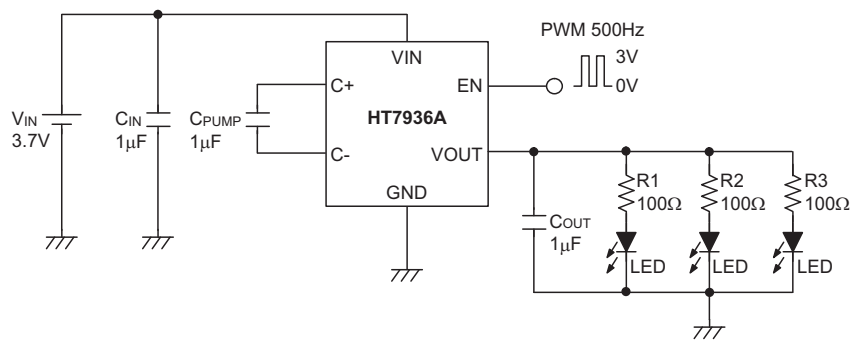 PWM 500Hz
3V
0V
VIN
C+
EN
HT7936A
C-
VOUT
GND
VIN
3.7V
CIN
1μF
CPUMP
1μF
COUT
1μF
R1
100Ω
R2
100Ω
R3
100Ω
LED
LED
LED